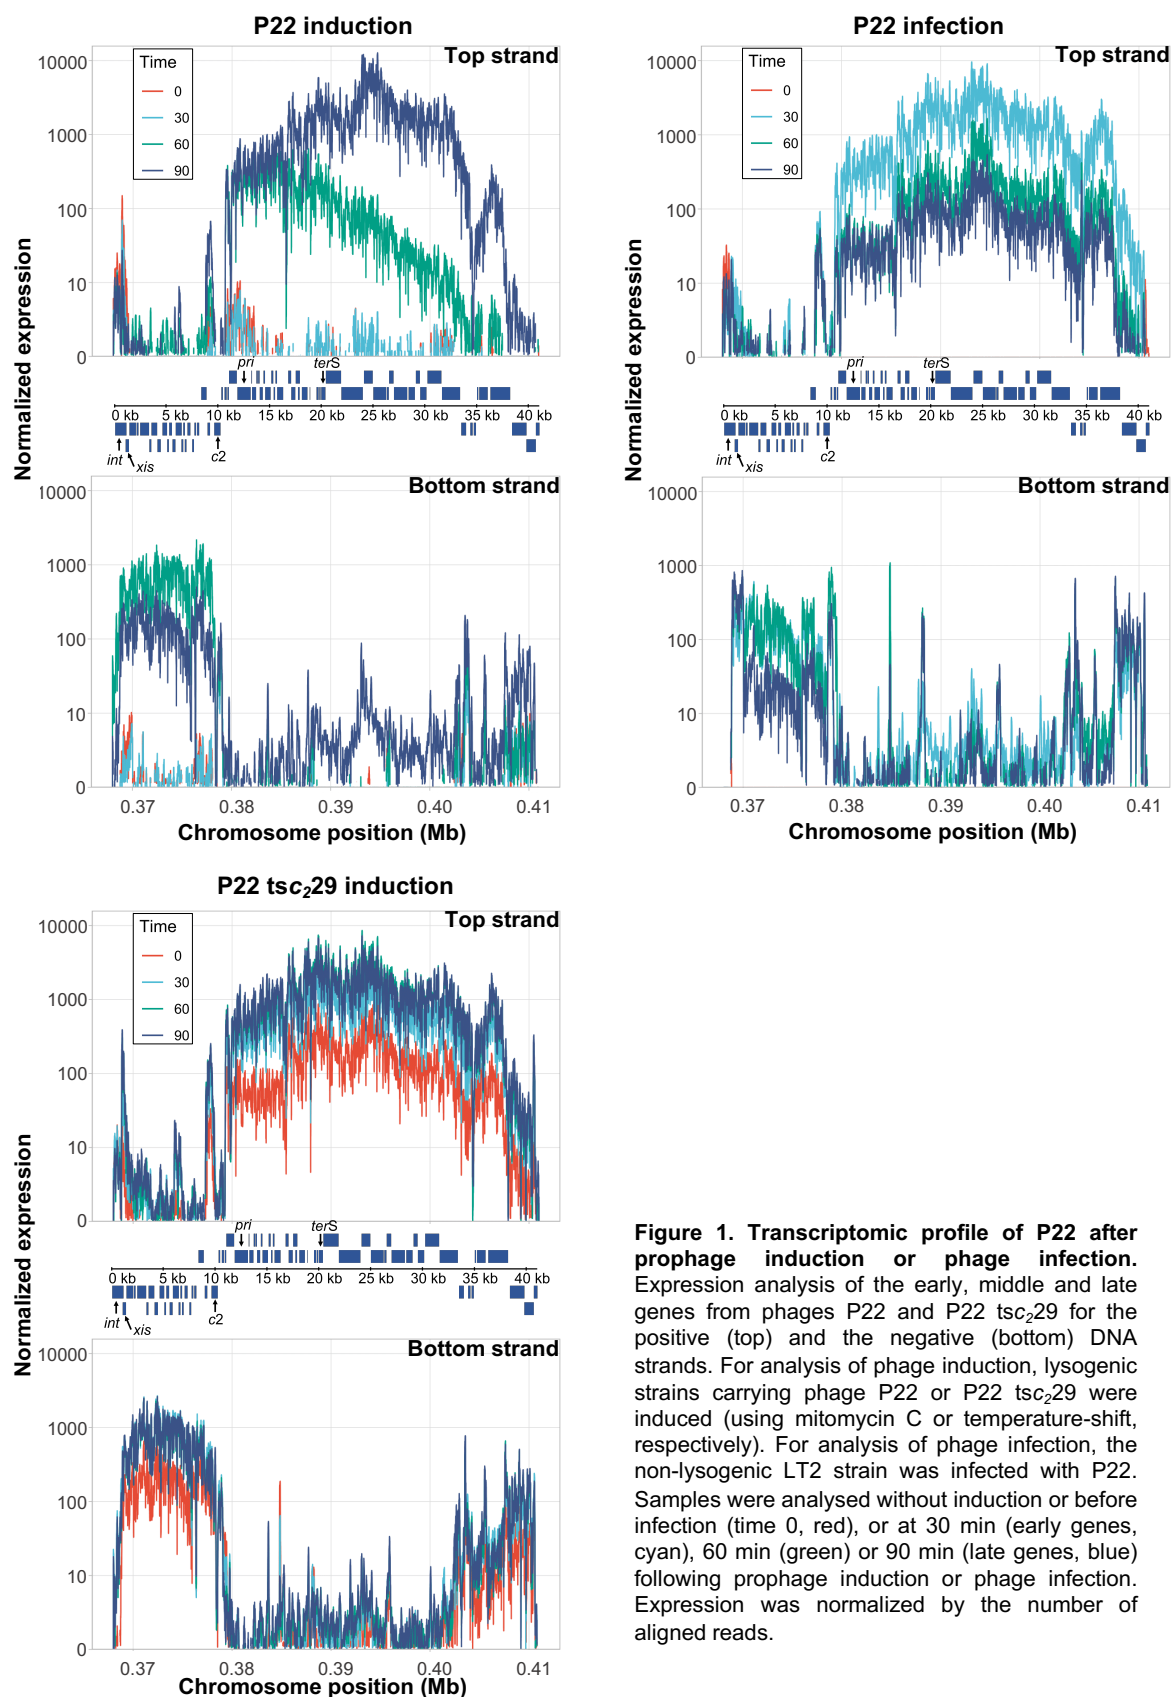 P22 induction
Top strand
Time
0
30
60
90
10000
1000
100
10
0
Normalized expression
pri
terS
0 kb 5 kb 10 kb 15 kb 20 kb 25 kb 30 kb 35 kb 40 kb
int
xis
c2
Bottom strand
10000
1000
100
10
0
0.37 0.38 0.39 0.40 0.41
Chromosome position (Mb)
P22 infection
Top strand
Time
0
30
60
90
10000
1000
100
10
0
Normalized expression
pri
terS
0 kb 5 kb 10 kb 15 kb 20 kb 25 kb 30 kb 35 kb 40 kb
int
xis
c2
Bottom strand
10000
1000
100
10
0
0.37 0.38 0.39 0.40 0.41
Chromosome position (Mb)
P22 tsc₂29 induction
Top strand
Time
0
30
60
90
10000
1000
100
10
0
Normalized expression
pri
terS
0 kb 5 kb 10 kb 15 kb 20 kb 25 kb 30 kb 35 kb 40 kb
int
xis
c2
Bottom strand
10000
1000
100
10
0
0.37 0.38 0.39 0.40 0.41
Chromosome position (Mb)
Figure 1. Transcriptomic profile of P22 after
prophage induction or phage infection.
Expression analysis of the early, middle and late
genes from phages P22 and P22 tsc₂29 for the
positive (top) and the negative (bottom) DNA
strands. For analysis of phage induction, lysogenic
strains carrying phage P22 or P22 tsc₂29 were
induced (using mitomycin C or temperature-shift,
respectively). For analysis of phage infection, the
non-lysogenic LT2 strain was infected with P22.
Samples were analysed without induction or before
infection (time 0, red), or at 30 min (early genes,
cyan), 60 min (green) or 90 min (late genes, blue)
following prophage induction or phage infection.
Expression was normalized by the number of
aligned reads.